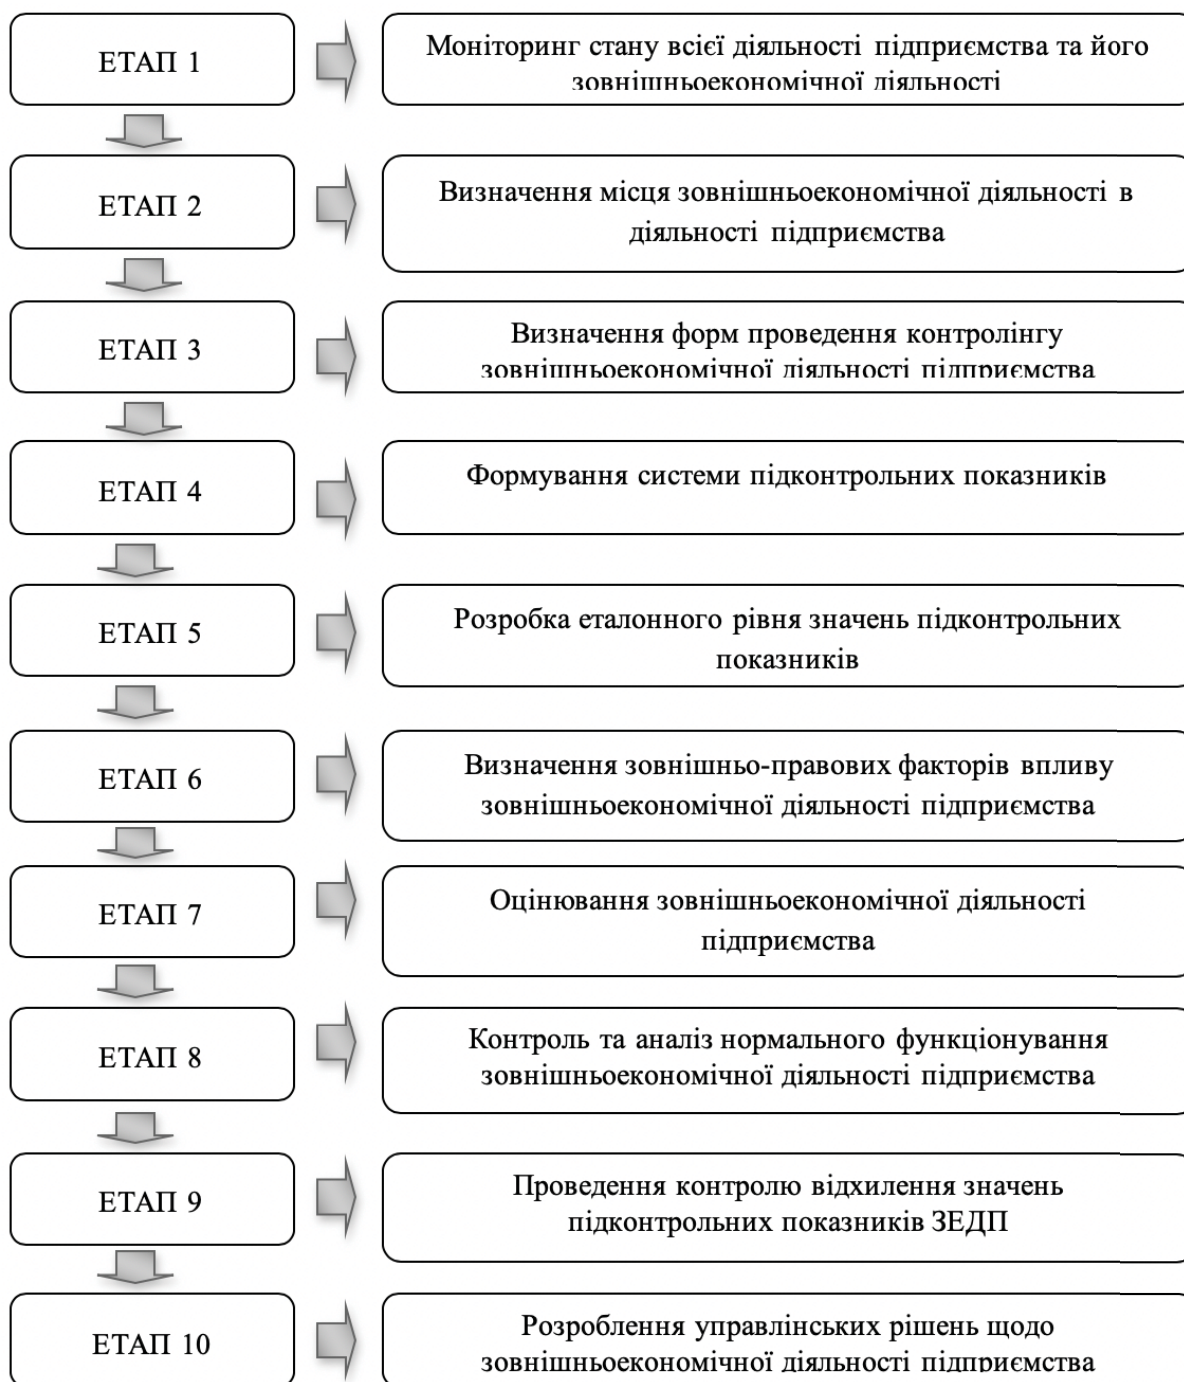 ЕТАП 1
Моніторинг стану всієї діяльності підприємства та його
зовнішньоекономічної діяльності
ЕТАП 2
Визначення місця зовнішньоекономічної діяльності в
діяльності підприємства
ЕТАП 3
Визначення форм проведення контролінгу
зовнішньоекономічної діяльності підприємства
ЕТАП 4
Формування системи підконтрольних показників
ЕТАП 5
Розробка еталонного рівня значень підконтрольних
показників
ЕТАП 6
Визначення зовнішньо-правових факторів впливу
зовнішньоекономічної діяльності підприємства
ЕТАП 7
Оцінювання зовнішньоекономічної діяльності
підприємства
ЕТАП 8
Контроль та аналіз нормального функціонування
зовнішньоекономічної діяльності підприємства
ЕТАП 9
Проведення контролю відхилення значень
підконтрольних показників ЗЕДП
ЕТАП 10
Розроблення управлінських рішень щодо
зовнішньоекономічної діяльності підприємства